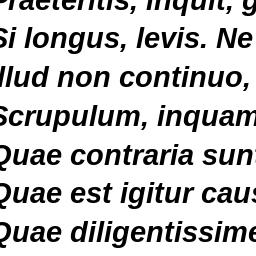 Praeteritis, inquit, g
Si longus, levis. Ne
Illud non continuo,
Scrupulum, inquam
Quae contraria sunt
Quae est igitur caus
Quae diligentissime